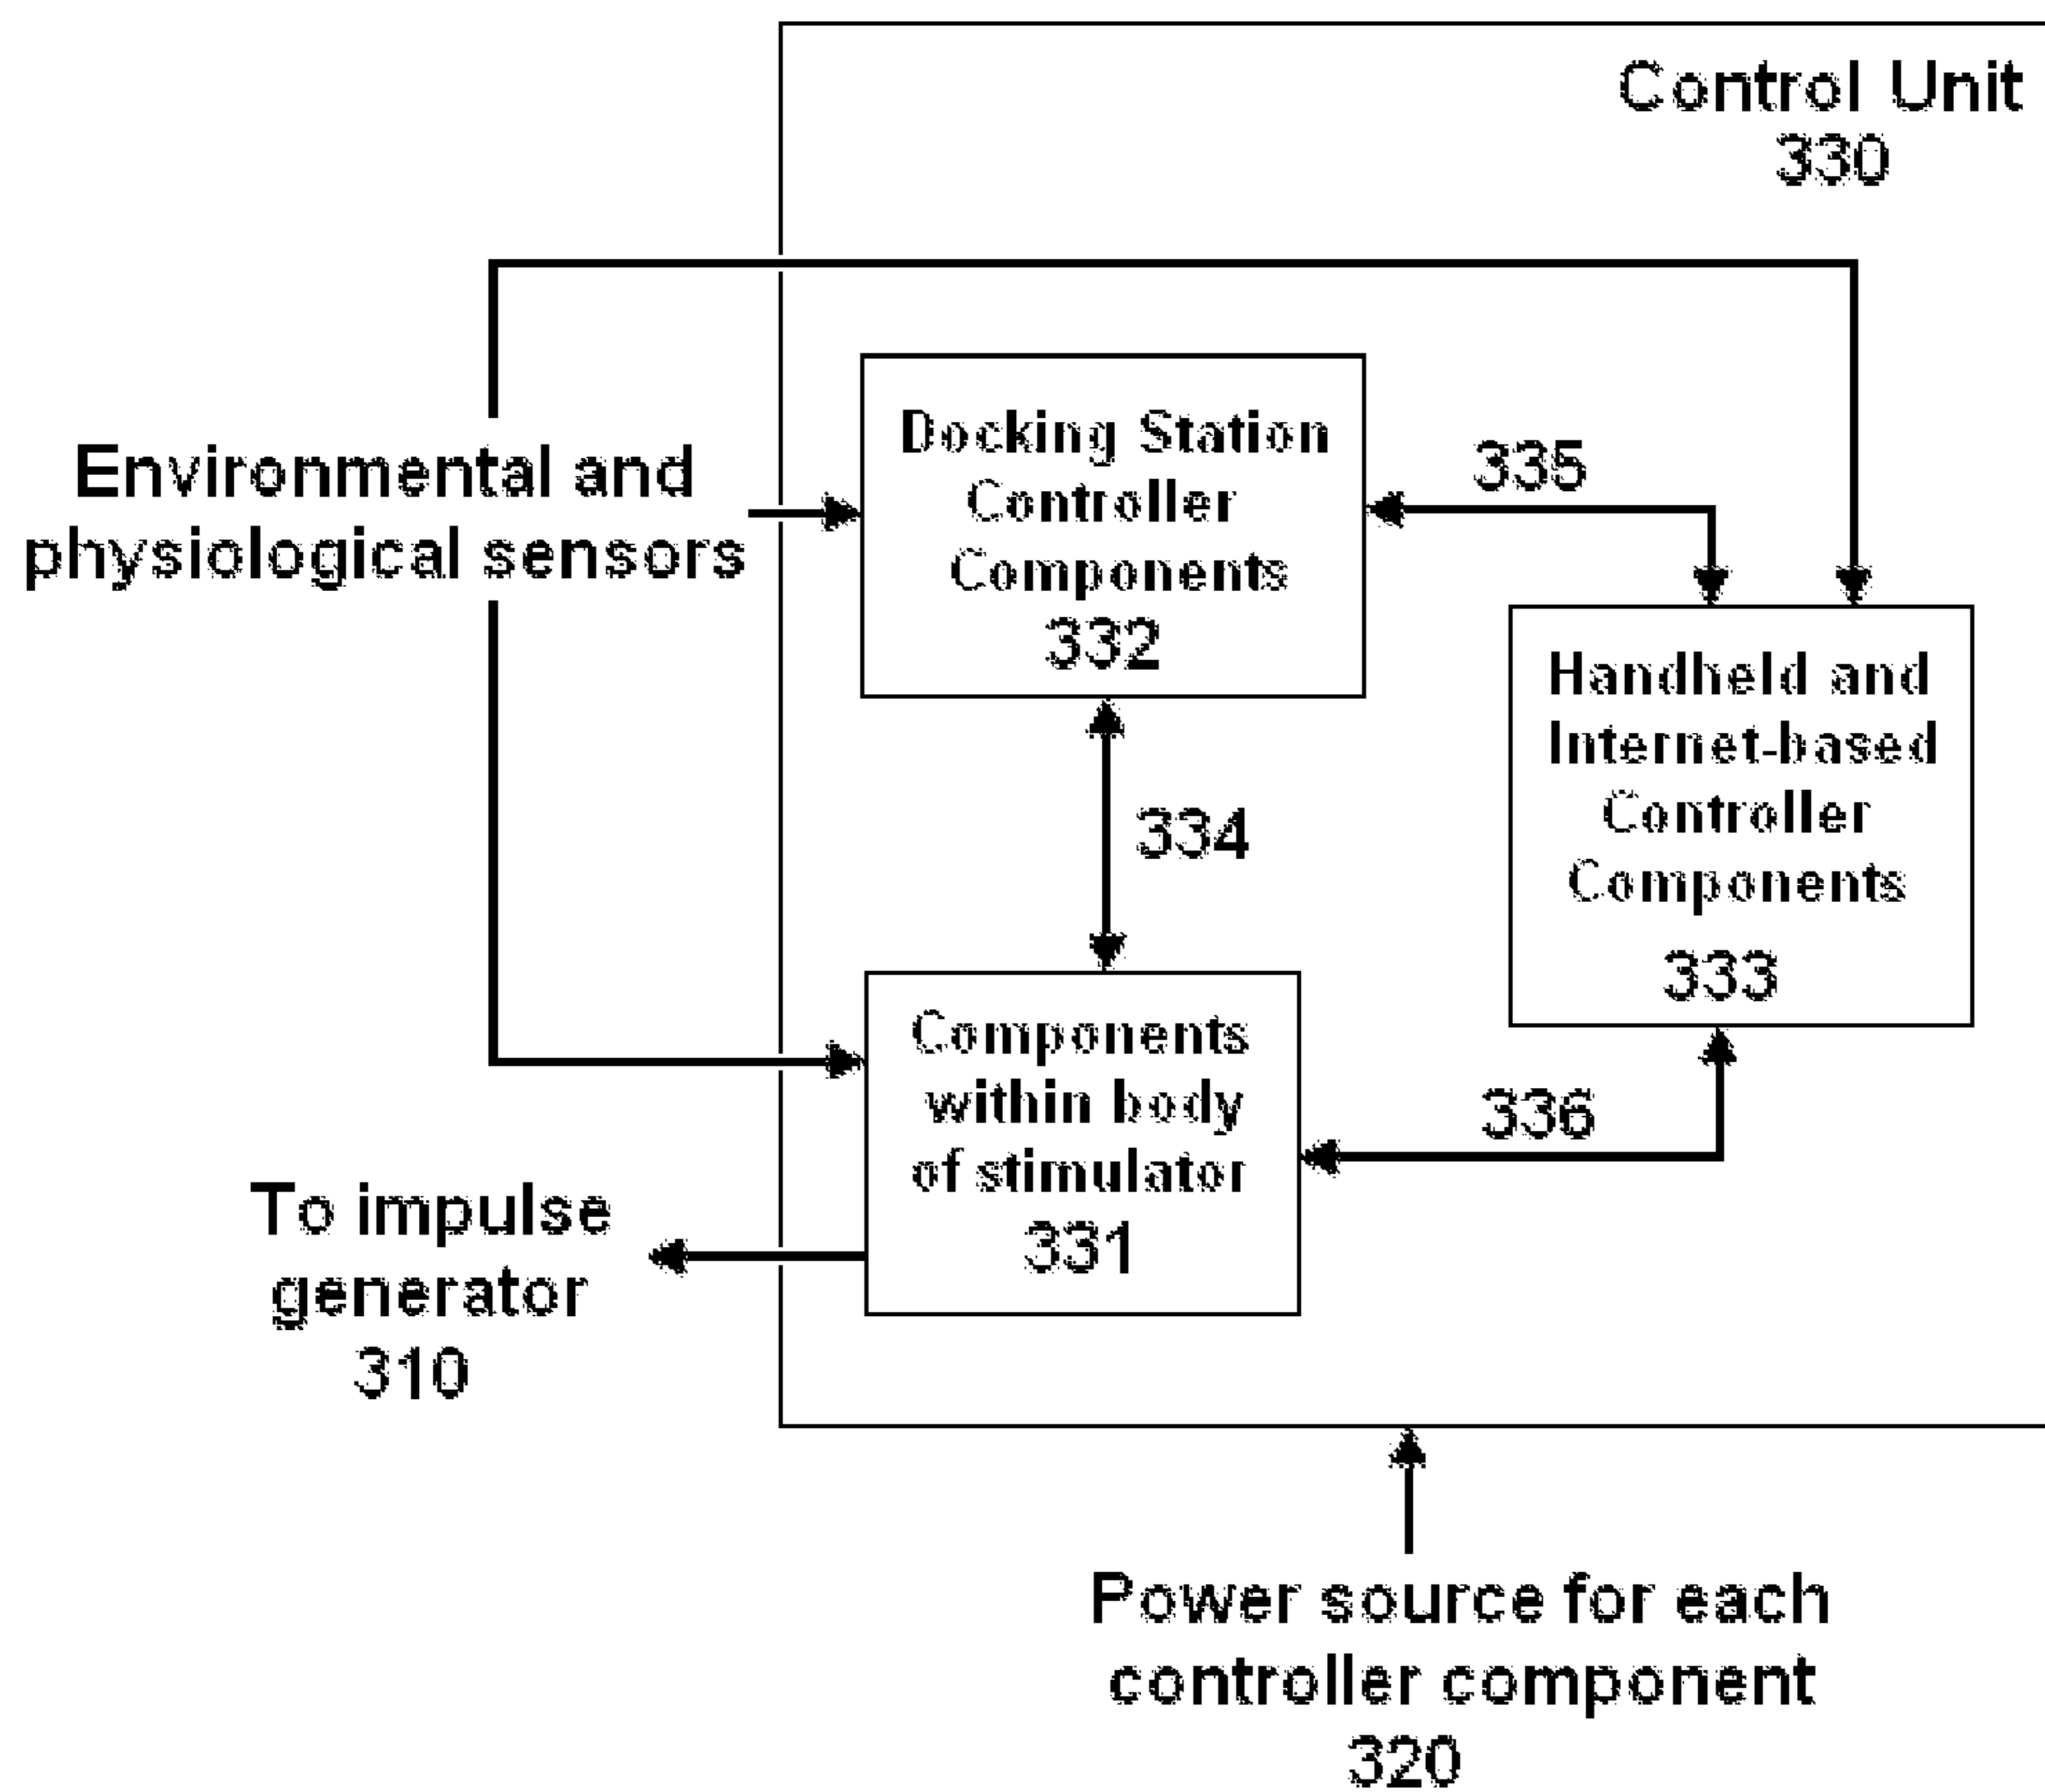 Control Unit
330
Environmental and
physiological sensors
Docking Station
Controller
Components
332
335
Handheld and
Internet-based
Controller
Components
333
334
Components
within body
of stimulator
331
336
To impulse
generator
310
Power source for each
controller component
320